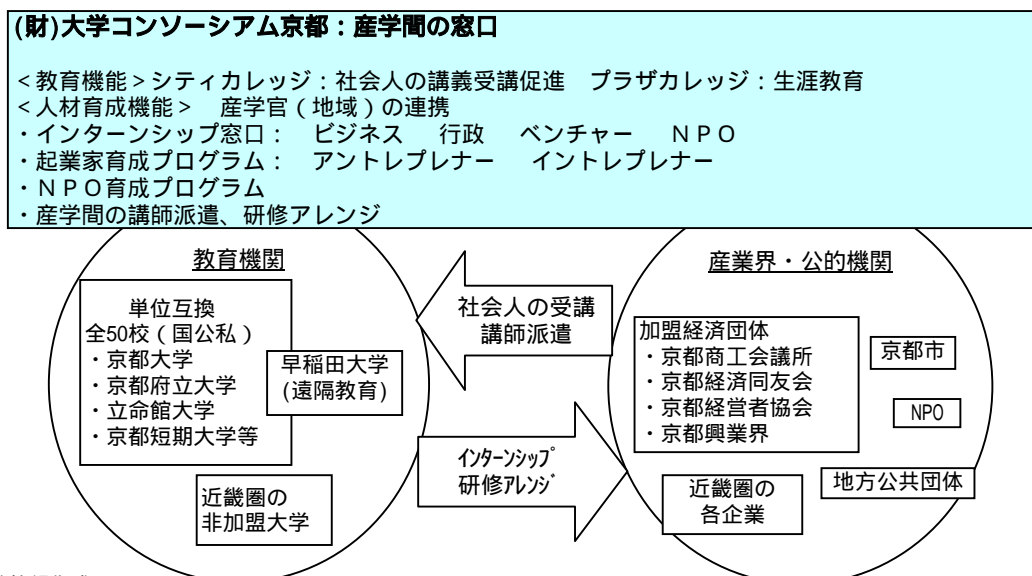 (財)大学コンソーシアム京都：産学間の窓口
＜教育機能＞シティカレッジ：社会人の講義受講促進　プラザカレッジ：生涯教育
＜人材育成機能＞　産学官（地域）の連携
・インターンシップ窓口：　ビジネス　行政　ベンチャー　ＮＰＯ
・起業家育成プログラム：　アントレプレナー　イントレプレナー
・ＮＰＯ育成プログラム
・産学間の講師派遣、研修アレンジ
教育機関
単位互換
全50校（国公私）
・京都大学
・京都府立大学
・立命館大学
・京都短期大学等
早稲田大学
(遠隔教育)
近畿圏の
非加盟大学
社会人の受講
講師派遣
ｲﾝﾀｰﾝｼｯﾌﾟ
研修ｱﾚﾝｼﾞ
産業界・公的機関
加盟経済団体
・京都商工会議所
・京都経済同友会
・京都経営者協会
・京都興業界
京都市
NPO
地方公共団体
近畿圏の
各企業